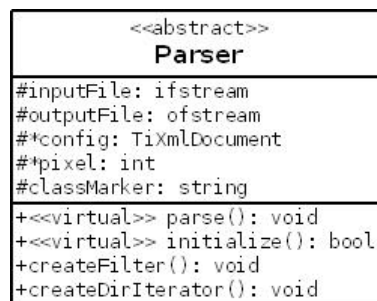 <<abstract>>
Parser
#inputFile: ifstream
#outputFile: ofstream
#*config: TiXmlDocument
#*pixel: int
#classMarker: string
+<<virtual>> parse(): void
+<<virtual>> initialize(): bool
+createFilter(): void
+createDirIterator(): void